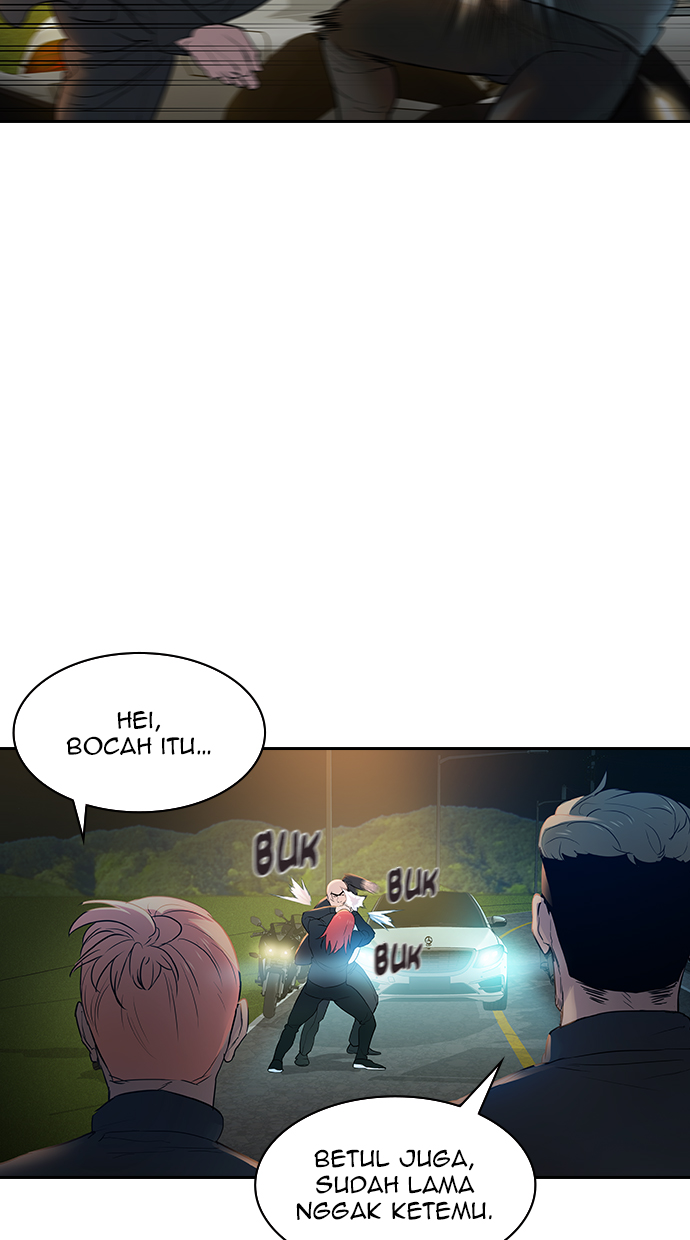 HEI,
BOCAH ITU...
BUK
BUK
BUK
BETUL JUGA,
SUDAH LAMA
NGGAK KETEMU.